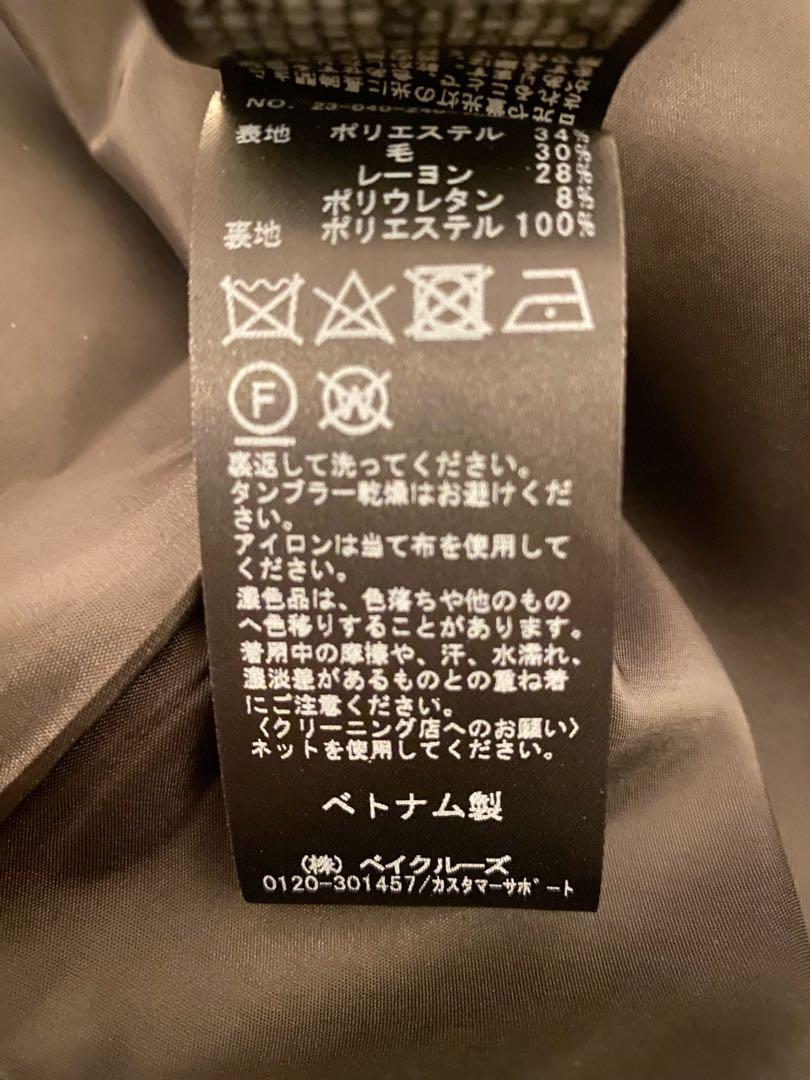 NO. 23-040-240
表地 ポリエステル 34%
毛 30%
レーヨン 28%
ポリウレタン 8%
裏地 ポリエステル 100%
F W
裏返して洗ってください。
タンブラー乾燥はお避けくだ
さい。
アイロンは当て布を使用して
ください。
濃色品は、色落ちや他のもの
へ色移りすることがあります。
着用中の摩擦や、汗、水濡れ、
濃淡差があるものとの重ね着
にご注意ください。
〈クリーニング店へのお願い〉
ネットを使用してください。
ベトナム製
(株) ベイクルーズ
0120-301457/カスタマーサポート